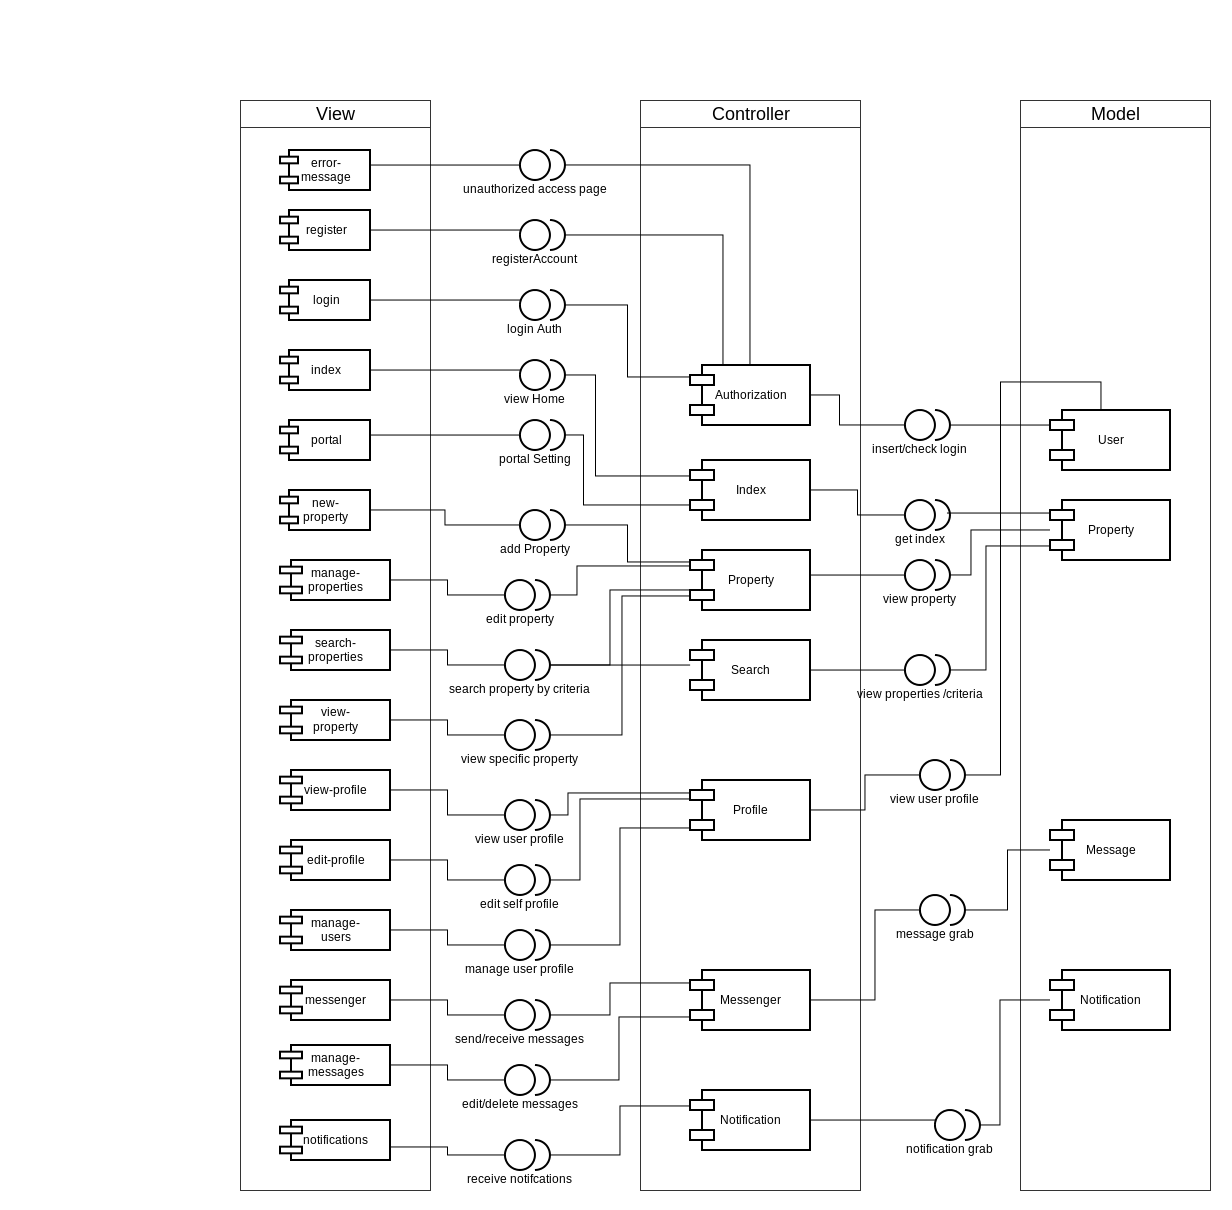 View
Controller
Model
error-
message
unauthorized access page
register
registerAccount
login
login Auth
index
view Home
portal
portal Setting
new-
property
add Property
manage-
properties
edit property
search-
properties
search property by criteria
view-
property
view specific property
view-profile
view user profile
edit-profile
edit self profile
manage-
users
manage user profile
messenger
send/receive messages
manage-
messages
edit/delete messages
notifications
receive notifcations
Authorization
Index
Property
Search
Profile
Messenger
Notification
insert/check login
get index
view property
view properties /criteria
view user profile
message grab
notification grab
User
Property
Message
Notification